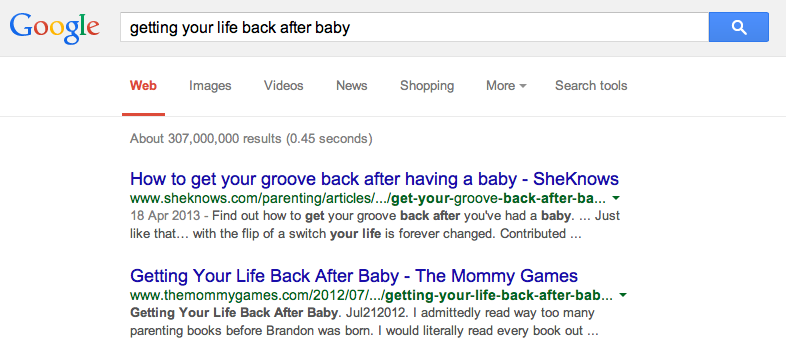 Google getting your life back after baby
Web Images Videos News Shopping More Search tools
About 307,000,000 results (0.45 seconds)
How to get your groove back after having a baby - SheKnows
www.sheknows.com/parenting/articles/.../get-your-groove-back-after-ba...
18 Apr 2013 - Find out how to get your groove back after you've had a baby. ... Just
like that... with the flip of a switch your life is forever changed. Contributed ...
Getting Your Life Back After Baby - The Mommy Games
www.themommygames.com/2012/07/.../getting-your-life-back-after-bab...
Getting Your Life Back After Baby. Jul212012. I admittedly read way too many
parenting books before Brandon was born. I would literally read every book out ...